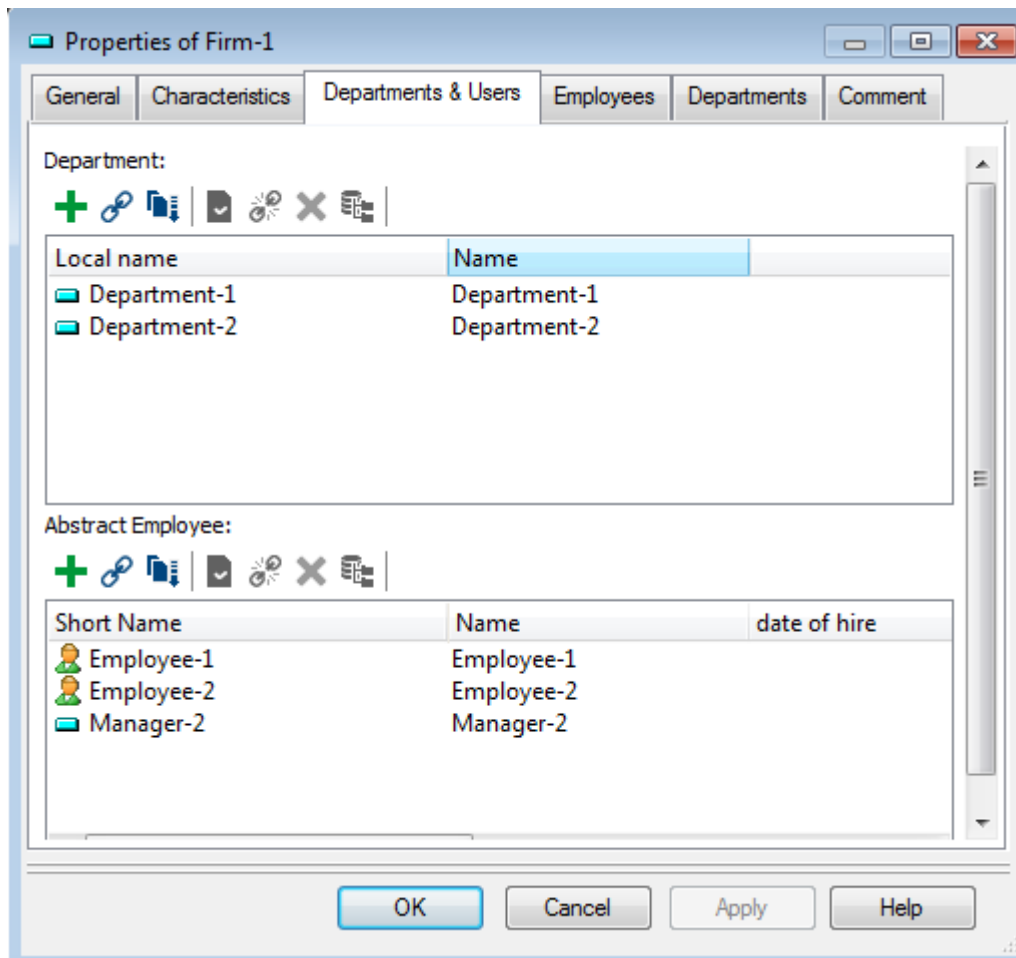 Properties of Firm-1
General Characteristics Departments & Users Employees Departments Comment
Department:
Local name Name
Department-1 Department-1
Department-2 Department-2
Abstract Employee:
Short Name Name date of hire
Employee-1 Employee-1
Employee-2 Employee-2
Manager-2 Manager-2
OK Cancel Apply Help